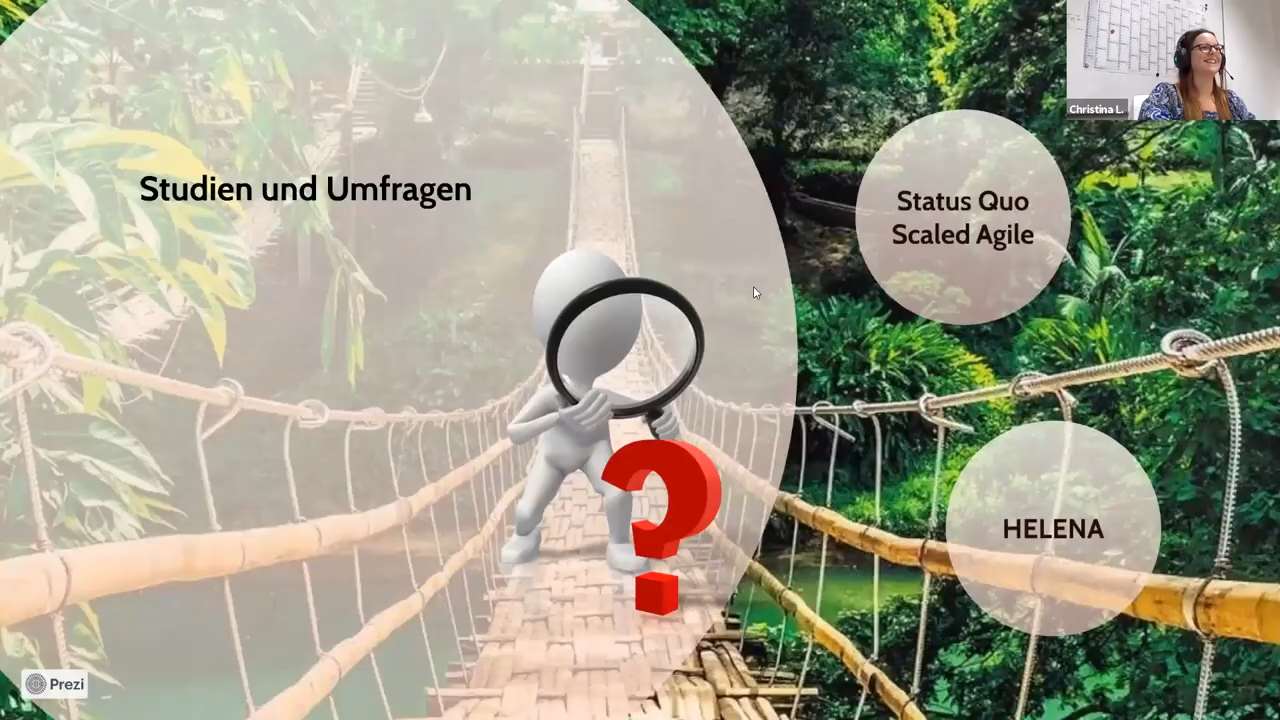 Christina L.
Studien und Umfragen
Status Quo
Scaled Agile
HELENA
Prezi